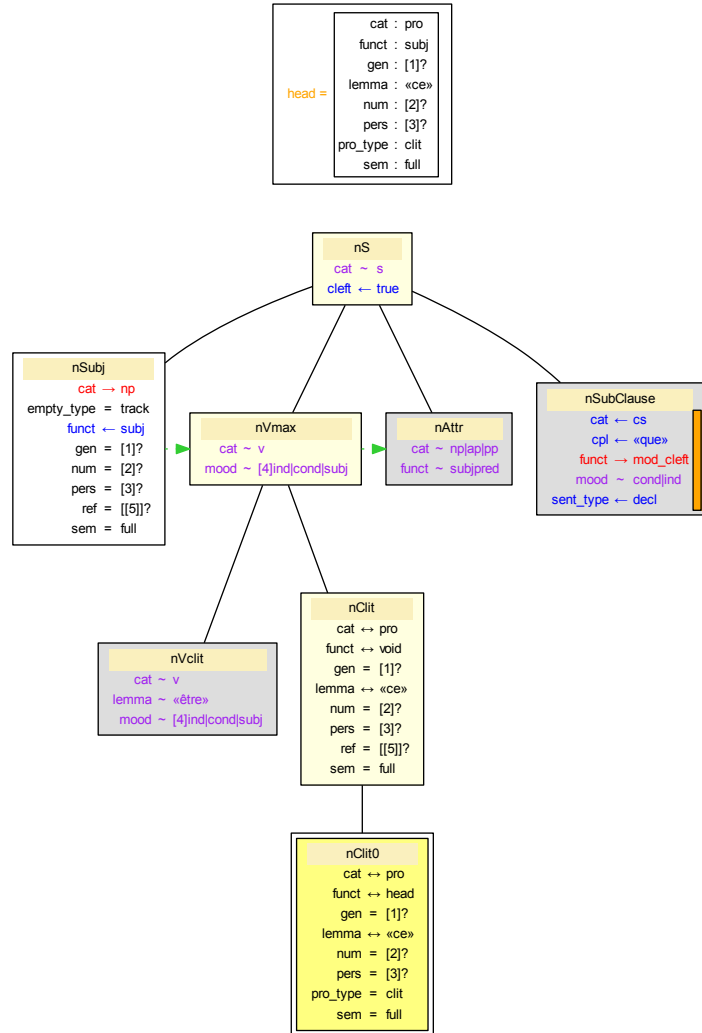 head =
cat : pro
funct : subj
gen : [1]?
lemma : «ce»
num : [2]?
pers : [3]?
pro_type : clit
sem : full
nS
cat ~ s
cleft ← true
nSubj
cat → np
empty_type = track
funct ← subj
gen = [1]?
num = [2]?
pers = [3]?
ref = [[5]]?
sem = full
nVmax
cat ~ v
mood ~ [4]ind|cond|subj
nAttr
cat ~ np|ap|pp
funct ~ subjpred
nSubClause
cat ← cs
cpl ← «que»
funct → mod_cleft
mood ~ cond|ind
sent_type ← decl
nVclit
cat ~ v
lemma ~ «être»
mood ~ [4]ind|cond|subj
nClit
cat ↔ pro
funct ↔ void
gen = [1]?
lemma ↔ «ce»
num = [2]?
pers = [3]?
ref = [[5]]?
sem = full
nClit0
cat ↔ pro
funct ↔ head
gen = [1]?
lemma ↔ «ce»
num = [2]?
pers = [3]?
pro_type = clit
sem = full